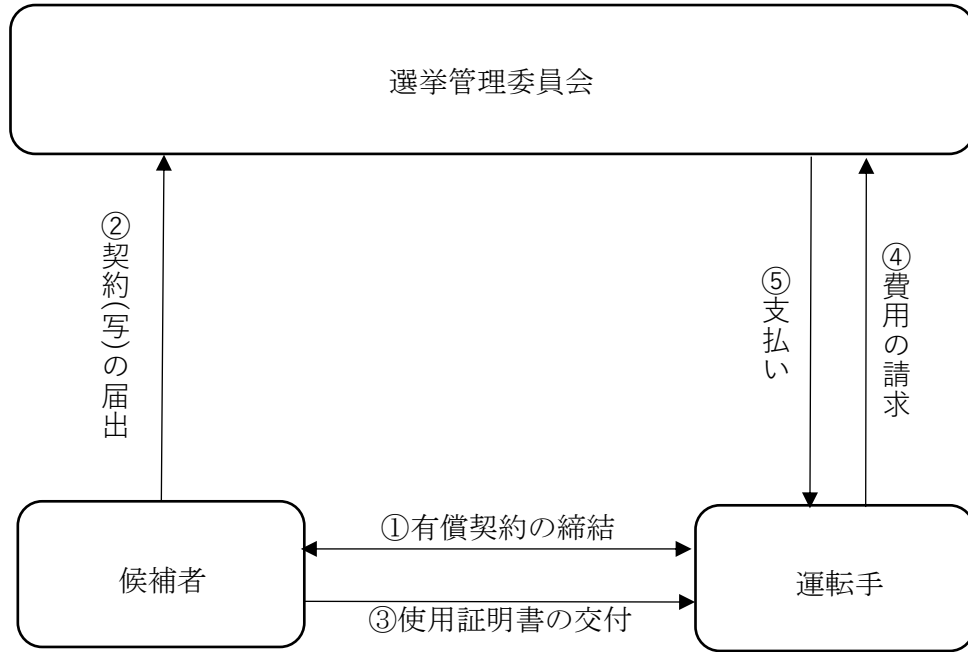 選挙管理委員会
②契約(写)の届出
⑤支払い
④費用の請求
①有償契約の締結
候補者
運転手
③使用証明書の交付